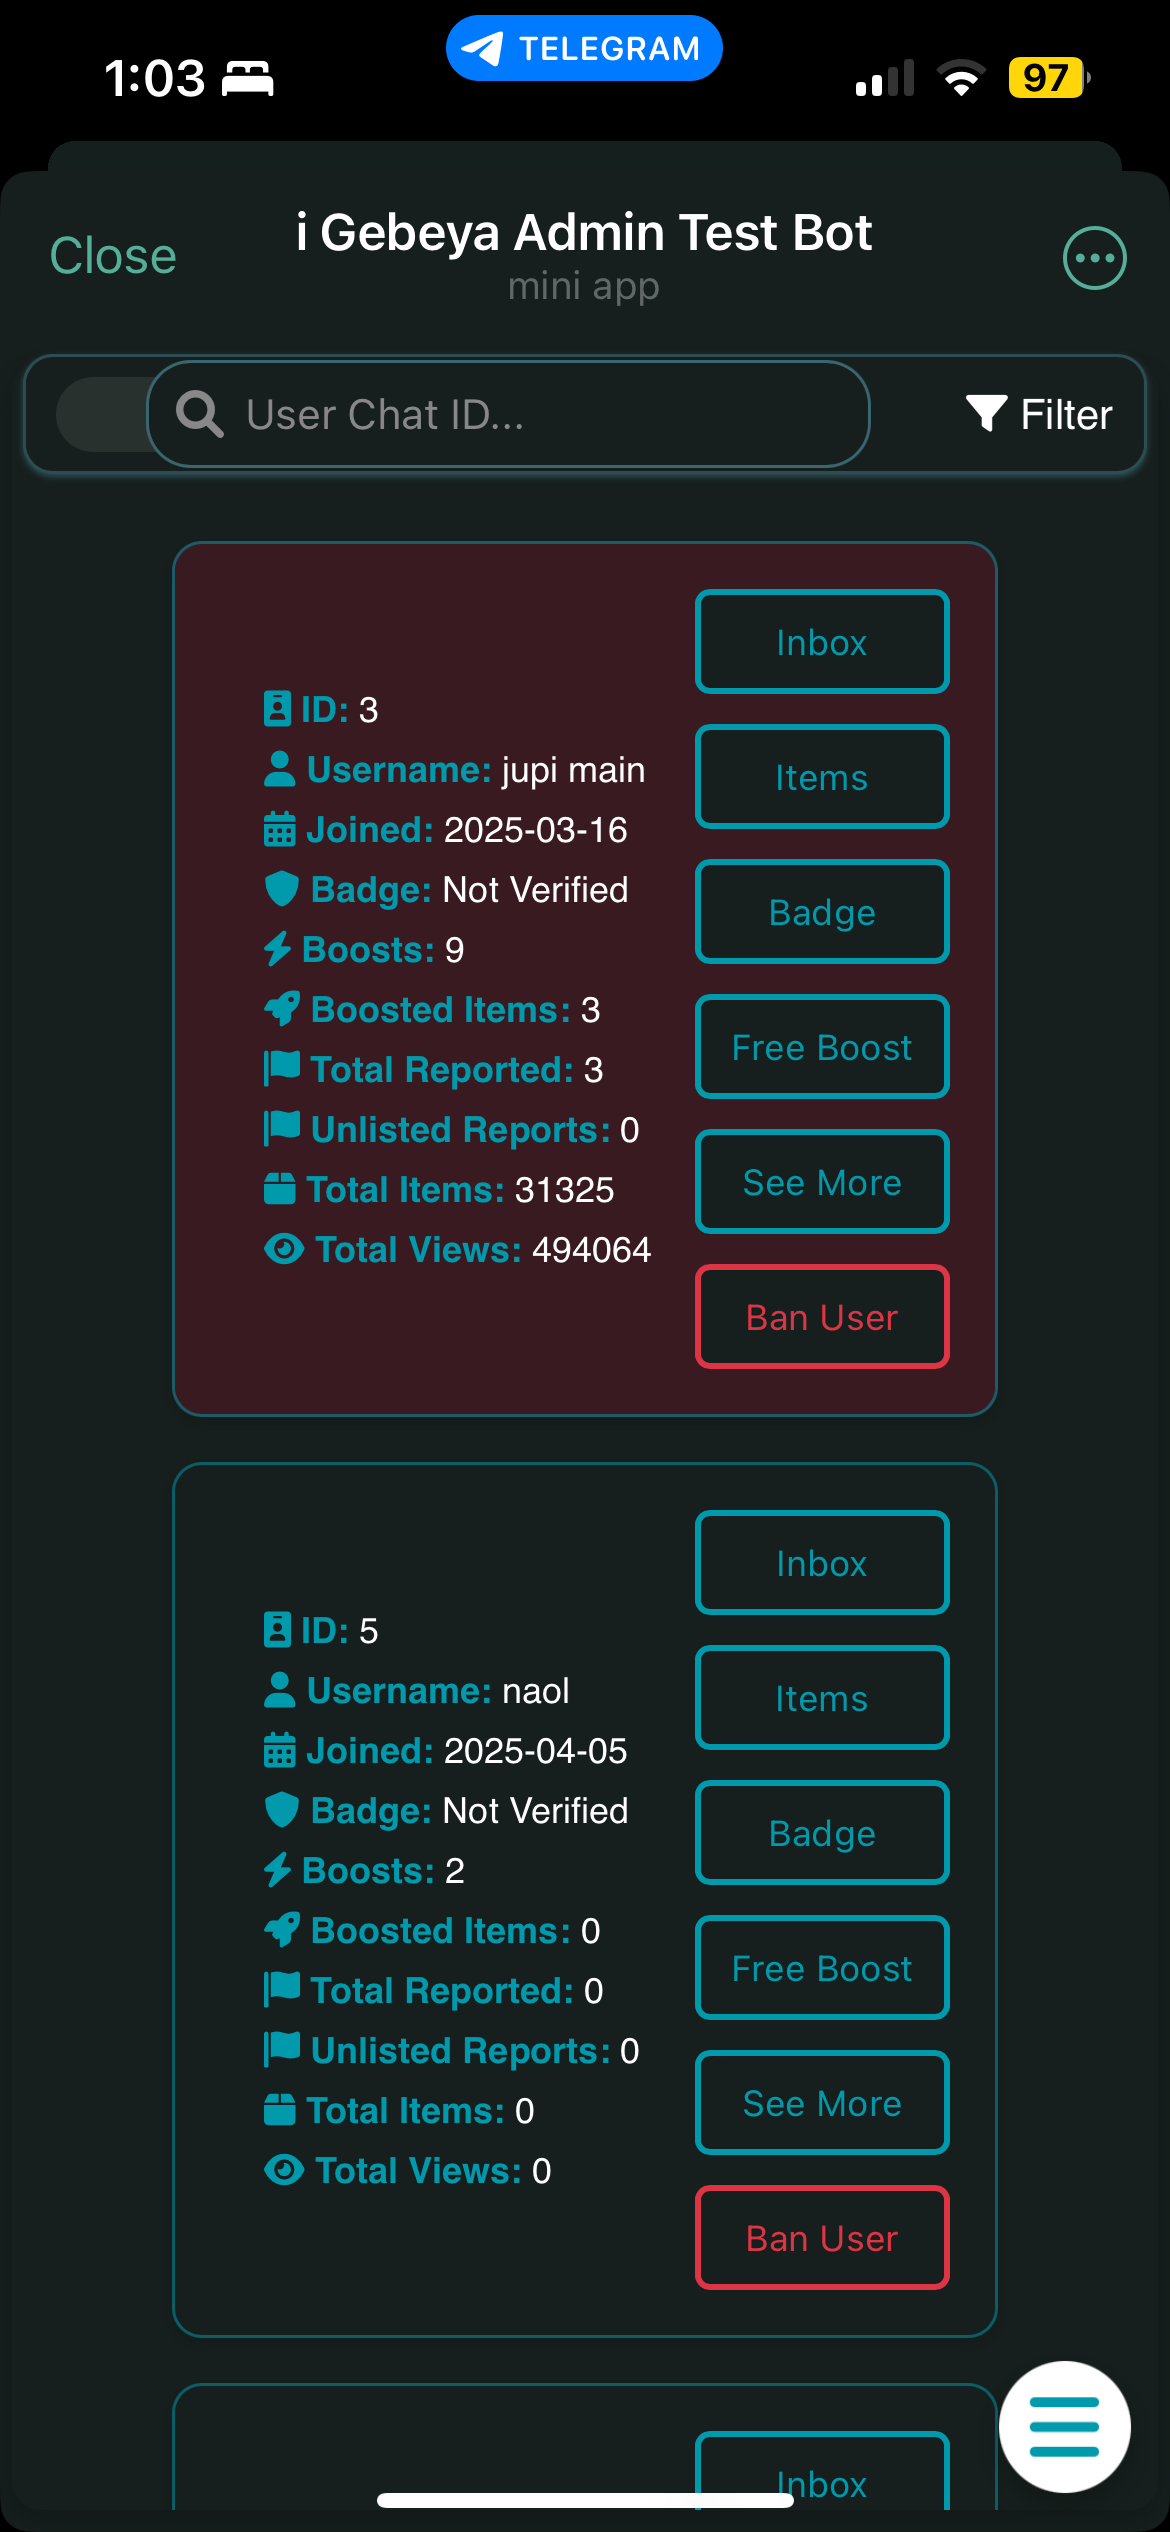 1:03
TELEGRAM
97
Close
i Gebeya Admin Test Bot
mini app
User Chat ID...
Filter
ID: 3
Username: jupi main
Joined: 2025-03-16
Badge: Not Verified
Boosts: 9
Boosted Items: 3
Total Reported: 3
Unlisted Reports: 0
Total Items: 31325
Total Views: 494064
Inbox
Items
Badge
Free Boost
See More
Ban User
ID: 5
Username: naol
Joined: 2025-04-05
Badge: Not Verified
Boosts: 2
Boosted Items: 0
Total Reported: 0
Unlisted Reports: 0
Total Items: 0
Total Views: 0
Inbox
Items
Badge
Free Boost
See More
Ban User
Inbox